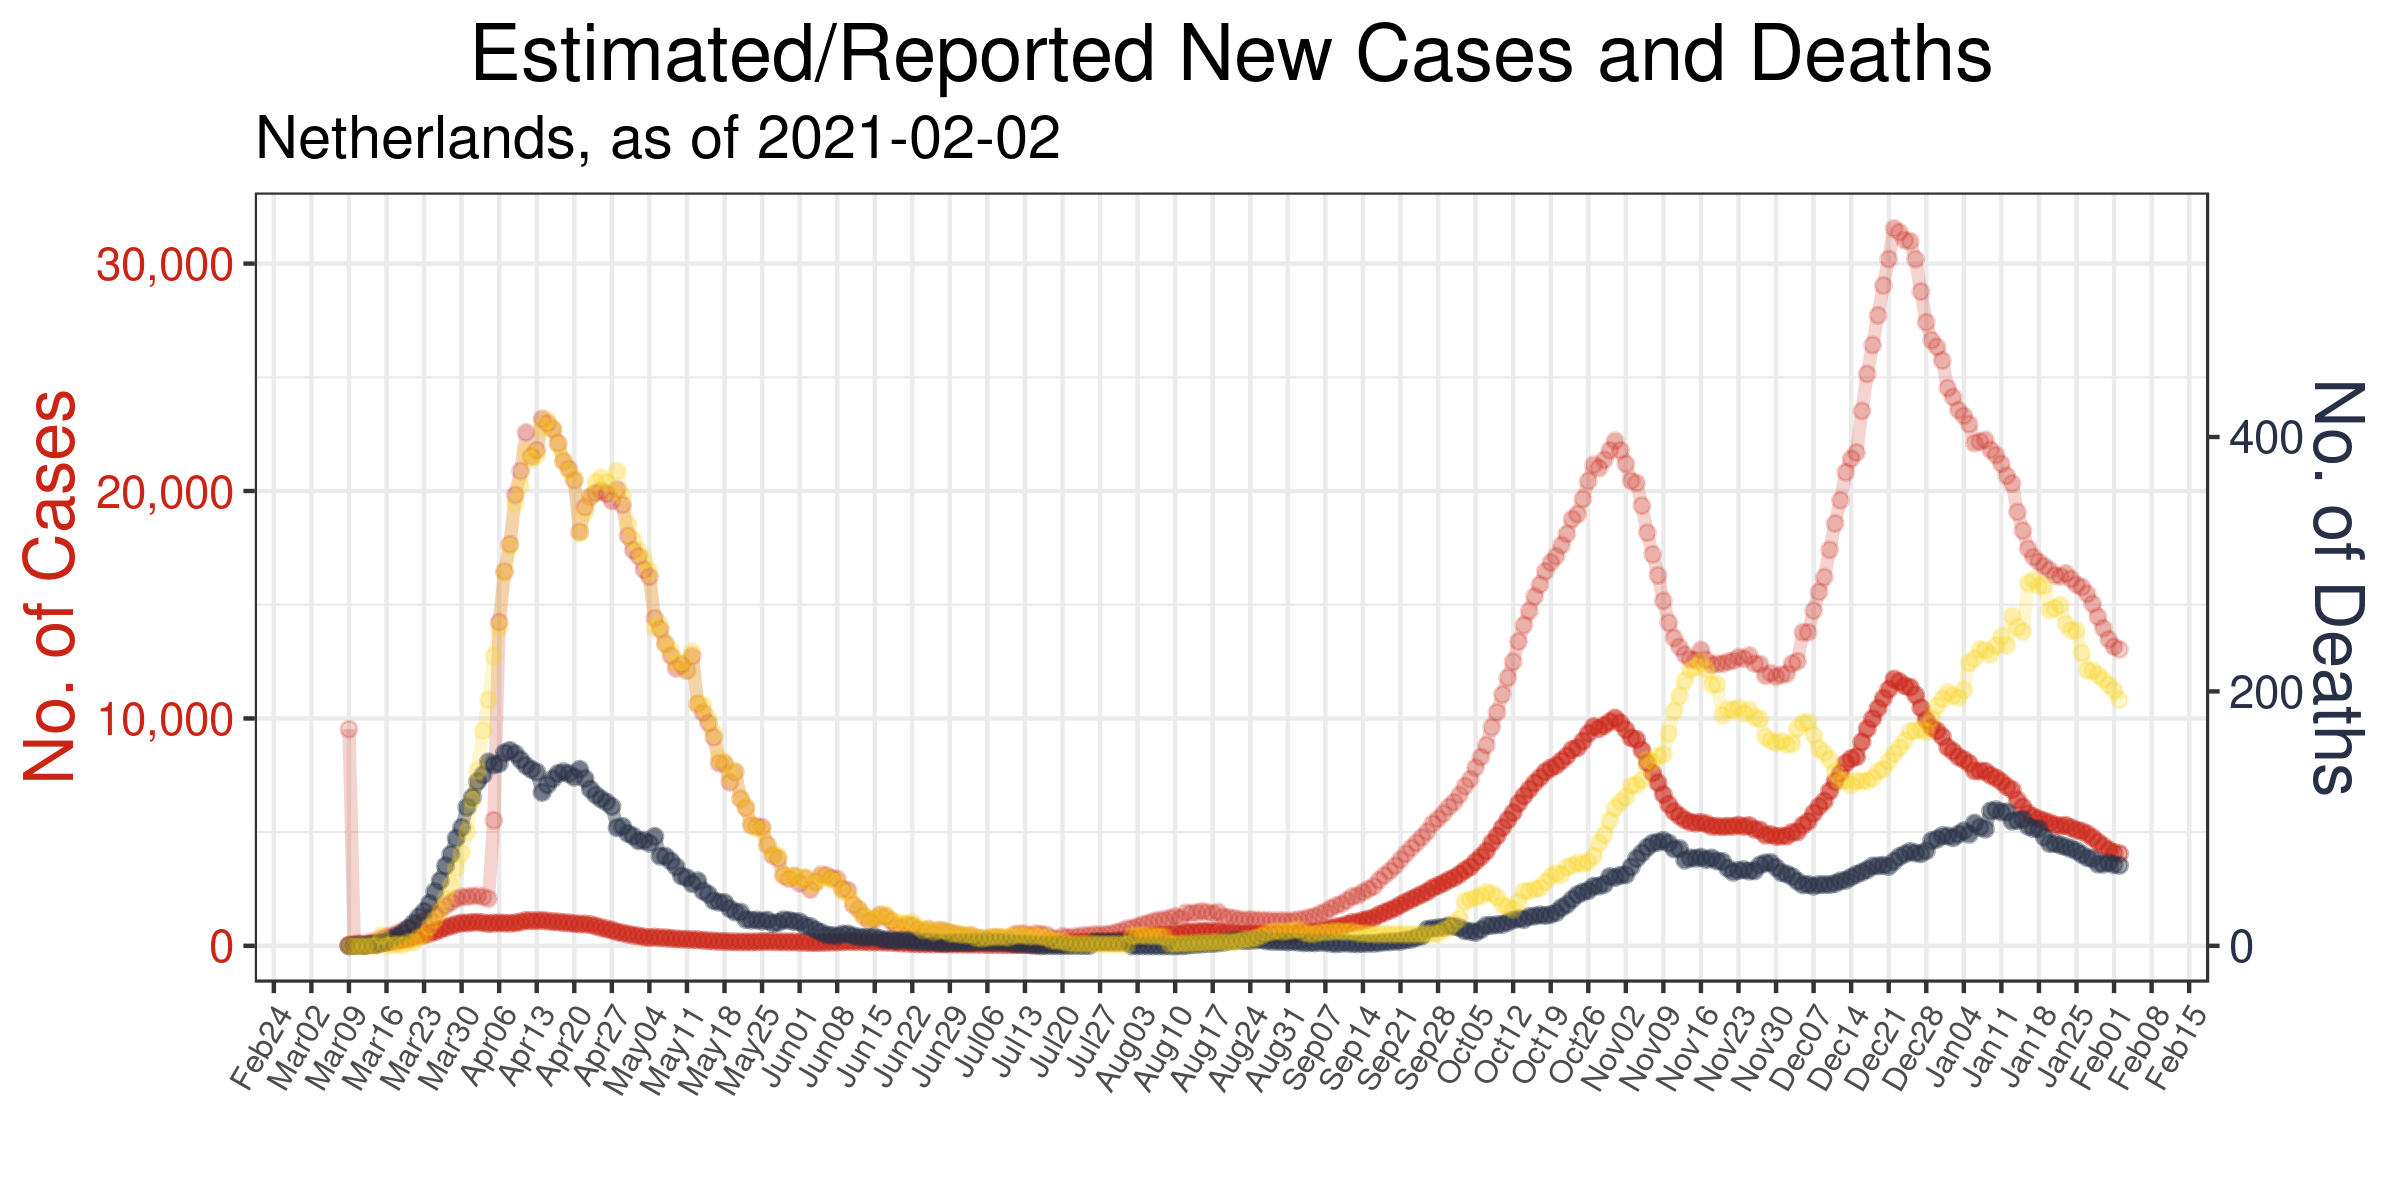 Estimated/Reported New Cases and Deaths
Netherlands, as of 2021-02-02
No. of Cases
30,000
20,000
10,000
0
No. of Deaths
400
200
0
Feb24
Mar02
Mar09
Mar16
Mar23
Mar30
Apr06
Apr13
Apr20
Apr27
May04
May11
May18
May25
Jun01
Jun08
Jun15
Jun22
Jun29
Jul06
Jul13
Jul20
Jul27
Aug03
Aug10
Aug17
Aug24
Aug31
Sep07
Sep14
Sep21
Sep28
Oct05
Oct12
Oct19
Oct26
Nov02
Nov09
Nov16
Nov23
Nov30
Dec07
Dec14
Dec21
Dec28
Jan04
Jan11
Jan18
Jan25
Feb01
Feb08
Feb15